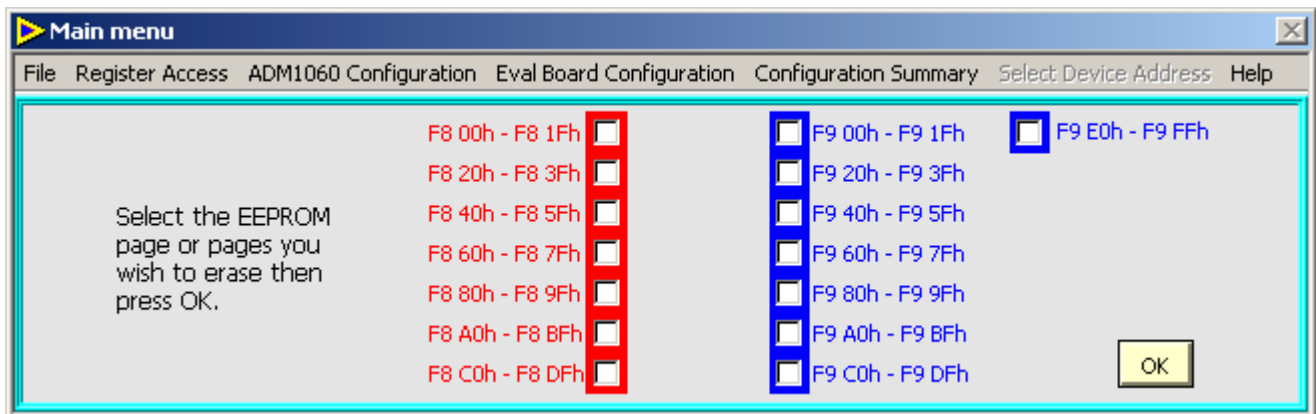 Main menu
File Register Access ADM1060 Configuration Eval Board Configuration Configuration Summary Select Device Address Help
Select the EEPROM
page or pages you
wish to erase then
press OK.
F8 00h - F8 1Fh
F8 20h - F8 3Fh
F8 40h - F8 5Fh
F8 60h - F8 7Fh
F8 80h - F8 9Fh
F8 A0h - F8 BFh
F8 C0h - F8 DFh
F9 00h - F9 1Fh
F9 20h - F9 3Fh
F9 40h - F9 5Fh
F9 60h - F9 7Fh
F9 80h - F9 9Fh
F9 A0h - F9 BFh
F9 C0h - F9 DFh
F9 E0h - F9 FFh
OK